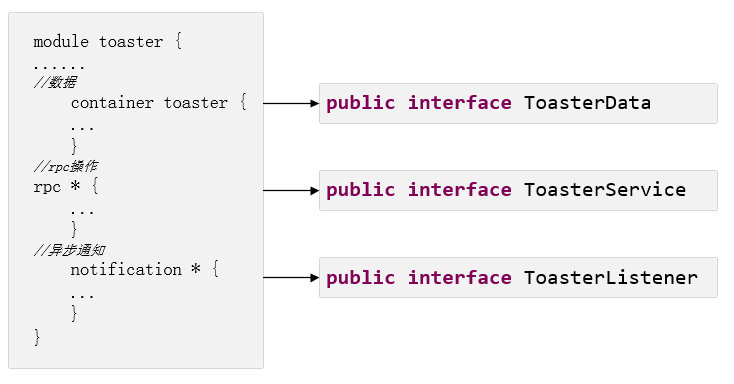 module toaster {
......
//数据
container toaster {
...
}
//rpc操作
rpc * {
...
}
//异步通知
notification * {
...
}
}
public interface ToasterData
public interface ToasterService
public interface ToasterListener